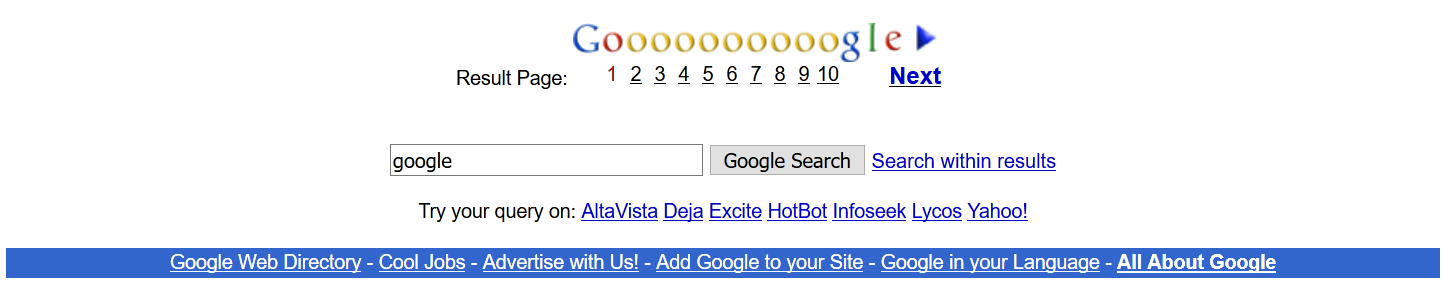 Goooooooooogle
Result Page: 1 2 3 4 5 6 7 8 9 10 Next
google Google Search Search within results
Try your query on: AltaVista Deja Excite HotBot Infoseek Lycos Yahoo!
Google Web Directory - Cool Jobs - Advertise with Us! - Add Google to your Site - Google in your Language - All About Google